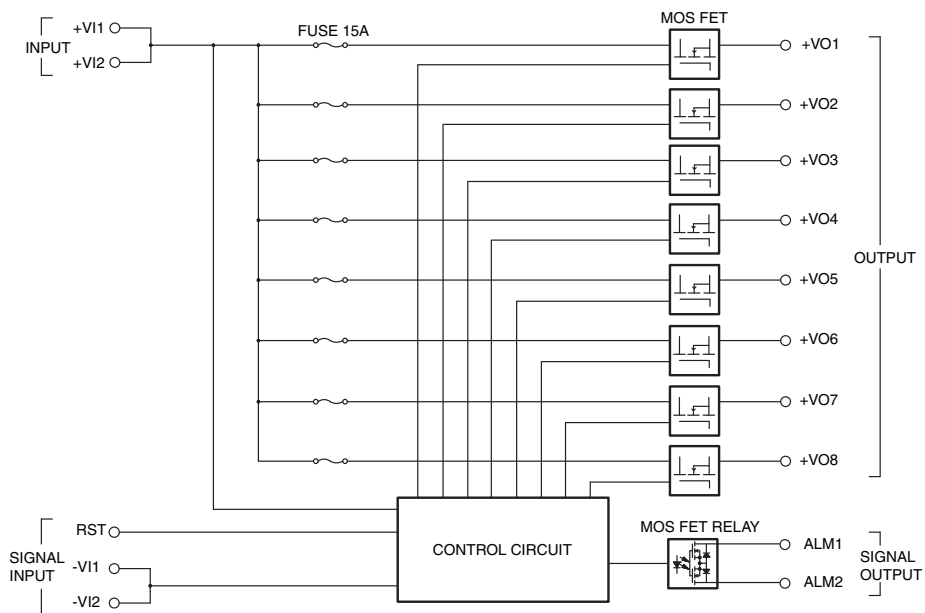 MOS FET
+VI1
INPUT
+VI2
FUSE 15A
+VO1
+VO2
+VO3
+VO4
OUTPUT
+VO5
+VO6
+VO7
+VO8
RST
SIGNAL
INPUT
-VI1
-VI2
CONTROL CIRCUIT
MOS FET RELAY
ALM1
SIGNAL
OUTPUT
ALM2